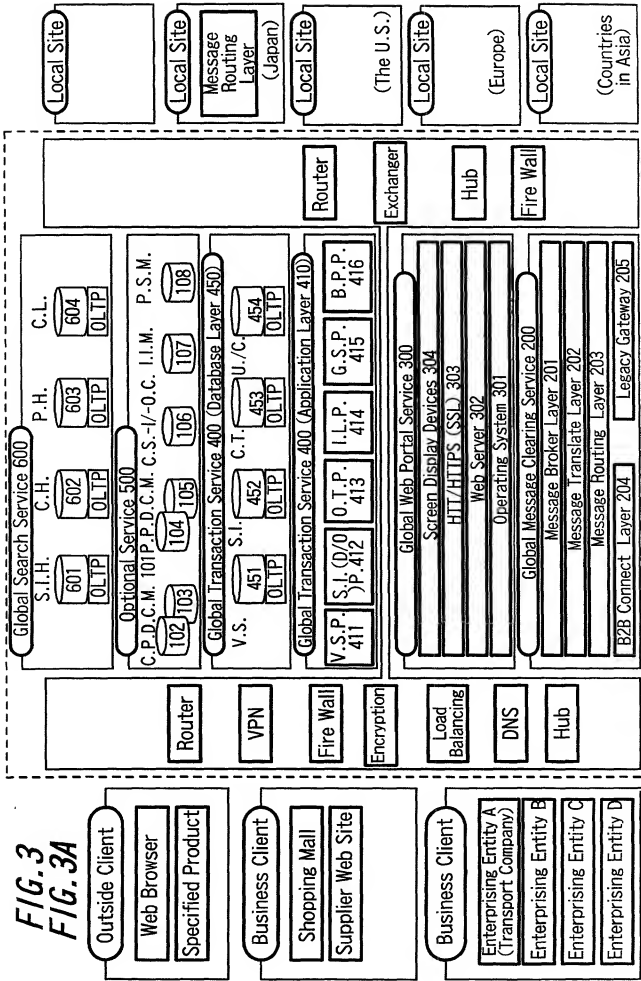 FIG.3
FIG.3A
Outside Client
Web Browser
Specified Product
Business Client
Shopping Mall
Supplier Web Site
Business Client
Enterprising Entity A
(Transport Company)
Enterprising Entity B
Enterprising Entity C
Enterprising Entity D
Router
VPN
Fire Wall
Encryption
Load
Balancing
DNS
Hub
Global Search Service 600
S.I.H.
C.H.
P.H.
C.L.
601
OLTP
602
OLTP
603
OLTP
604
OLTP
Optional Service 500
C.P.D.C.M. 101 P.P.D.C.M. C.S.-I/-O.C. I.I.M. P.S.M.
102
103
104
105
106
107
108
Global Transaction Service 400 (Database Layer 450)
V.S.
S.I.
C.T.
U./C.
451
OLTP
452
OLTP
453
OLTP
454
OLTP
Global Transaction Service 400 (Application Layer 410)
V.S.P.
411
S.I.(D/O
)P.412
O.T.P.
413
I.L.P.
414
G.S.P.
415
B.P.P.
416
Global Web Portal Service 300
Screen Display Devices 304
HTT/HTTPS (SSL) 303
Web Server 302
Operating System 301
Global Message Clearing Service 200
Message Broker Layer 201
Message Translate Layer 202
Message Routing Layer 203
B2B Connect Layer 204
Legacy Gateway 205
Router
Exchanger
Hub
Fire Wall
Local Site
Local Site
Message
Routing
Layer
(Japan)
Local Site
(The U.S.)
Local Site
(Europe)
Local Site
(Countries
in Asia)